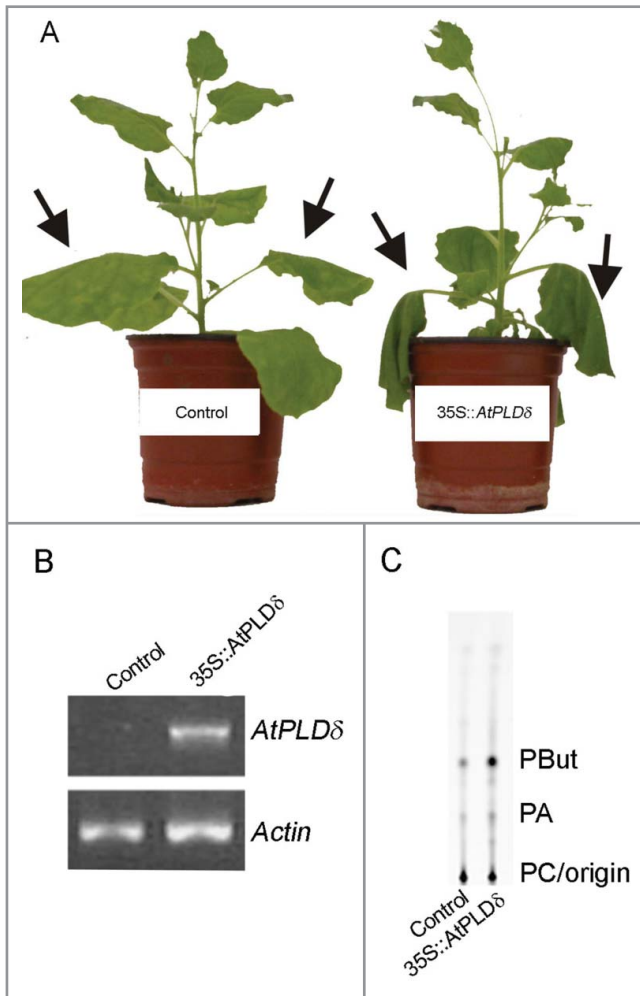 A
Control
35S::AtPLDδ
B
Control
35S::AtPLDδ
AtPLDδ
Actin
C
PBut
PA
PC/origin
Control
35S::AtPLDδ